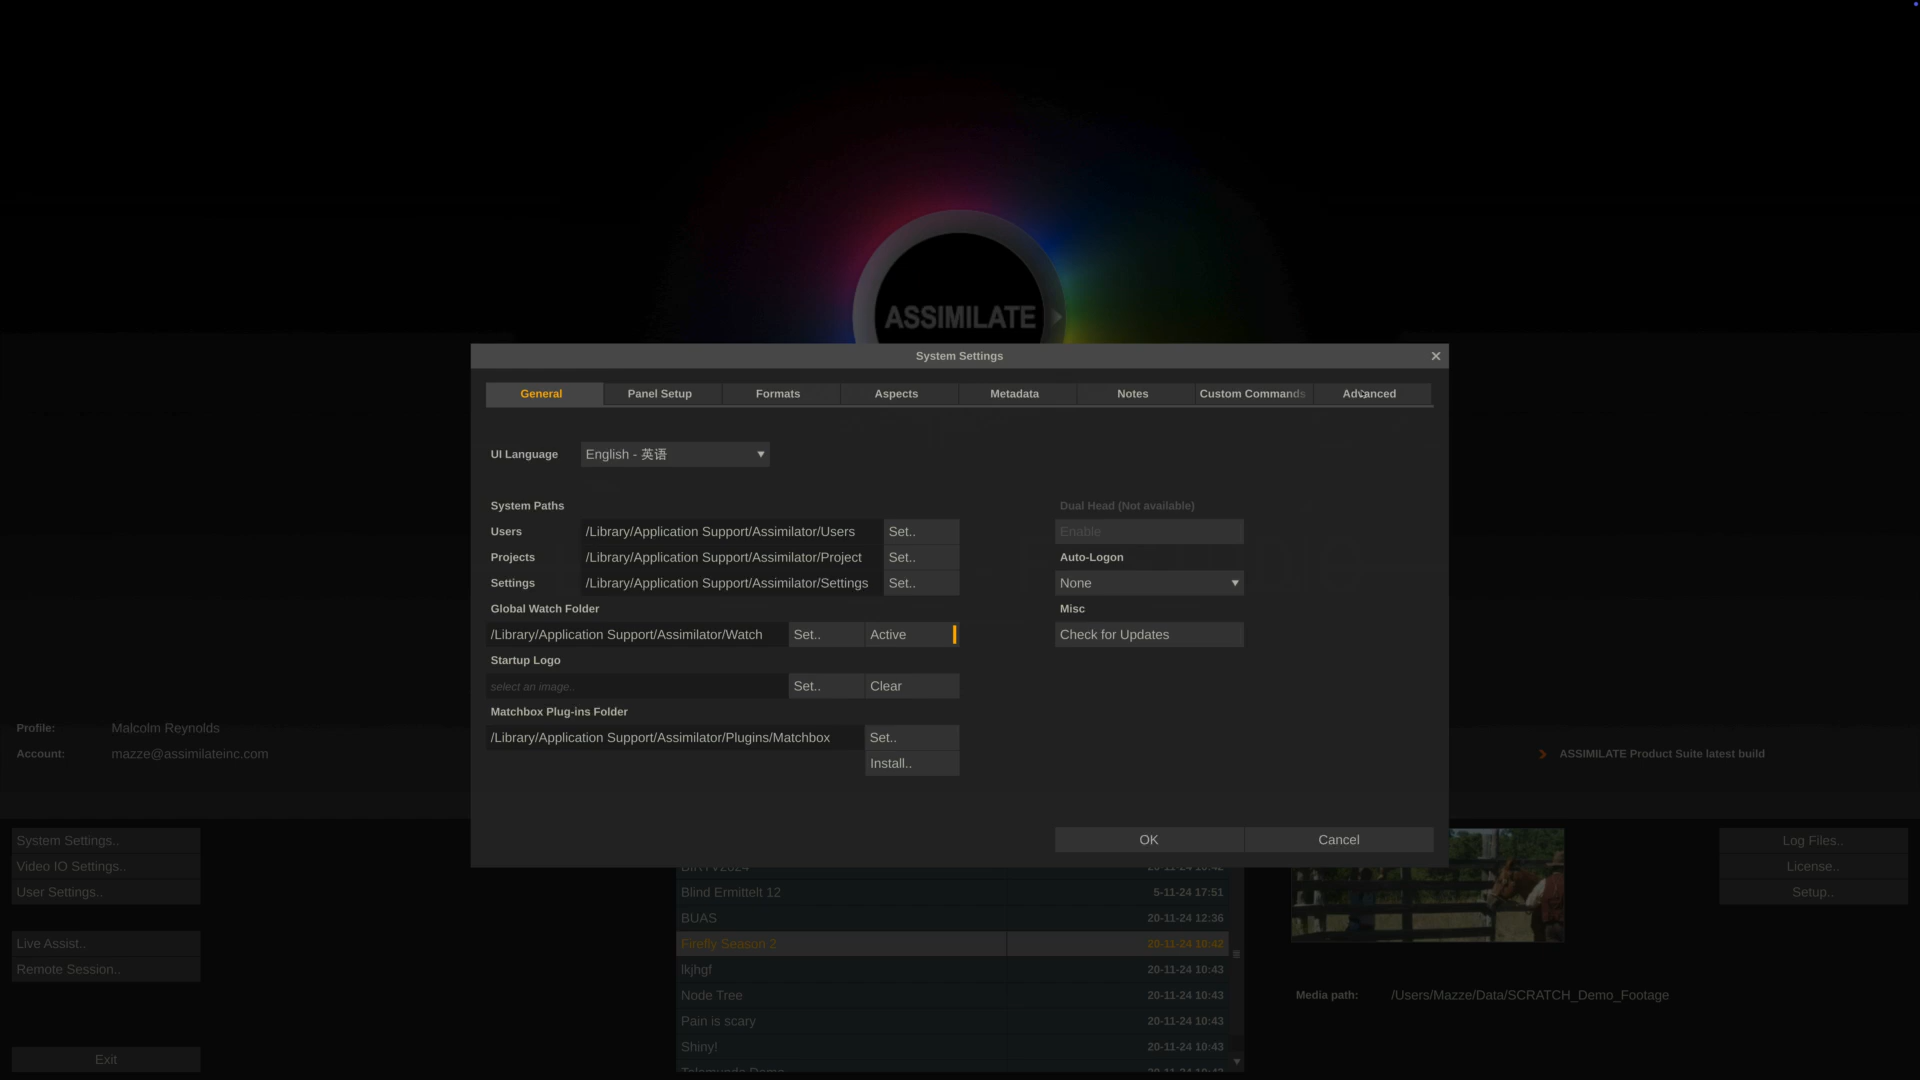 ASSIMILATE
System Settings
General
Panel Setup
Formats
Aspects
Metadata
Notes
Custom Commands
Advanced
UI Language
English - 英语
System Paths
Users
/Library/Application Support/Assimilator/Users
Set..
Projects
/Library/Application Support/Assimilator/Project
Set..
Settings
/Library/Application Support/Assimilator/Settings
Set..
Global Watch Folder
/Library/Application Support/Assimilator/Watch
Set..
Active
Startup Logo
select an image..
Set..
Clear
Matchbox Plug-ins Folder
/Library/Application Support/Assimilator/Plugins/Matchbox
Set..
Install..
Dual Head (Not available)
Enable
Auto-Logon
None
Misc
Check for Updates
OK
Cancel
Profile:
Malcolm Reynolds
Account:
mazze@assimilateinc.com
ASSIMILATE Product Suite latest build
System Settings..
Video IO Settings..
User Settings..
Live Assist..
Remote Session..
Exit
Blind Ermittelt 12
5-11-24 17:51
BUAS
20-11-24 12:36
Firefly Season 2
20-11-24 10:42
lkjhgf
20-11-24 10:43
Node Tree
20-11-24 10:43
Pain is scary
20-11-24 10:43
Shiny!
20-11-24 10:43
Media path:
/Users/Mazze/Data/SCRATCH_Demo_Footage
Log Files..
License..
Setup..